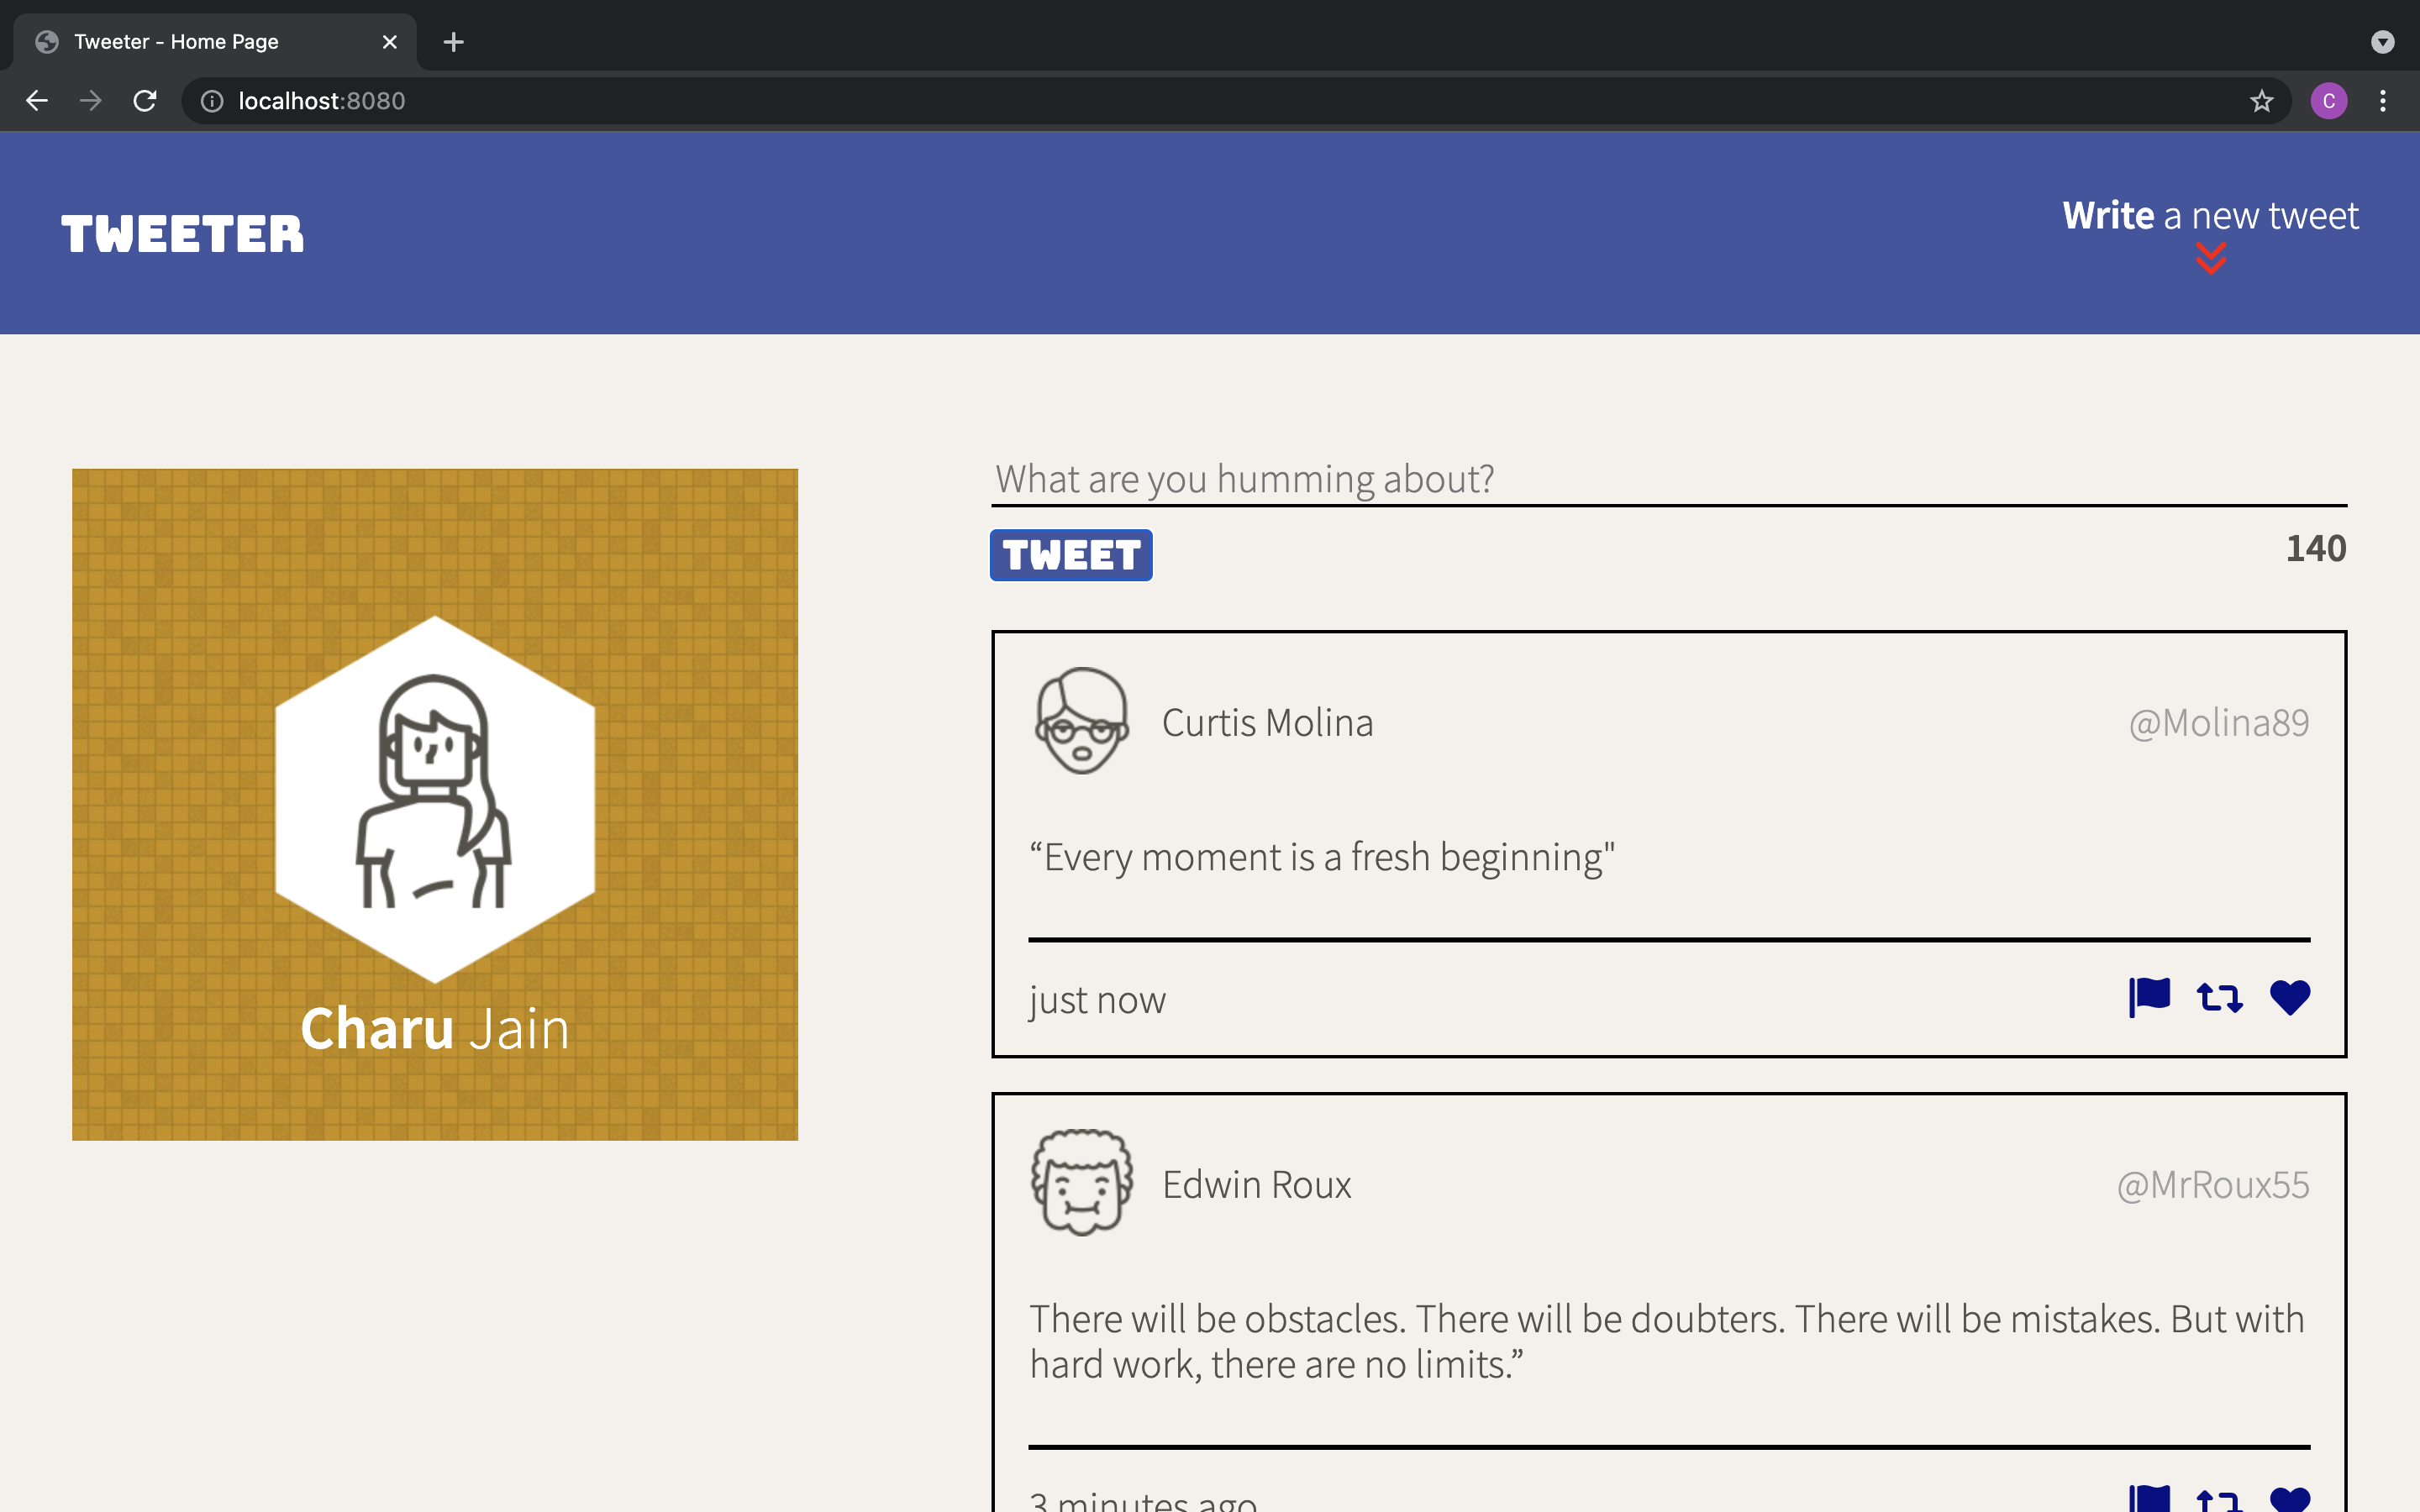 Tweeter - Home Page
localhost:8080
C
TWEETER
Write a new tweet
What are you humming about?
TWEET
140
Charu Jain
Curtis Molina
@Molina89
“Every moment is a fresh beginning"
just now
Edwin Roux
@MrRoux55
There will be obstacles. There will be doubters. There will be mistakes. But with
hard work, there are no limits.”
3 minutes ago